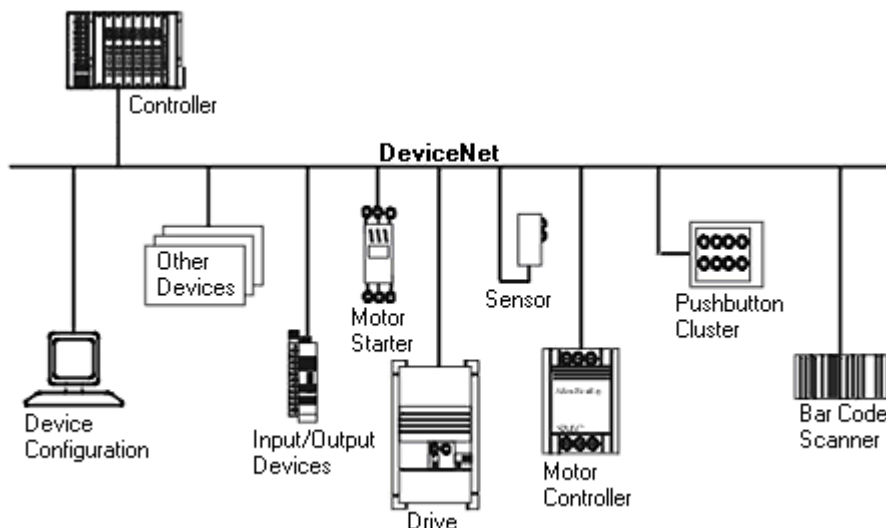 Controller
DeviceNet
Other
Devices
Sensor
Pushbutton
Cluster
Motor
Starter
Device
Configuration
Input/Output
Devices
Motor
Controller
Bar Code
Scanner
Drive